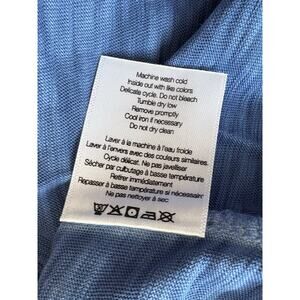 Machine wash cold
Inside out with like colors
Delicate cycle. Do not bleach
Tumble dry low
Remove promptly
Cool iron if necessary
Do not dry clean
Laver à la machine à l'eau froide
Laver à l'envers avec des couleurs similaires.
Cycle délicat. Ne pas javelliser
Sécher par culbutage à basse température
Retirer immédiatement
Repasser à basse température si nécessaire
Ne pas nettoyer à sec